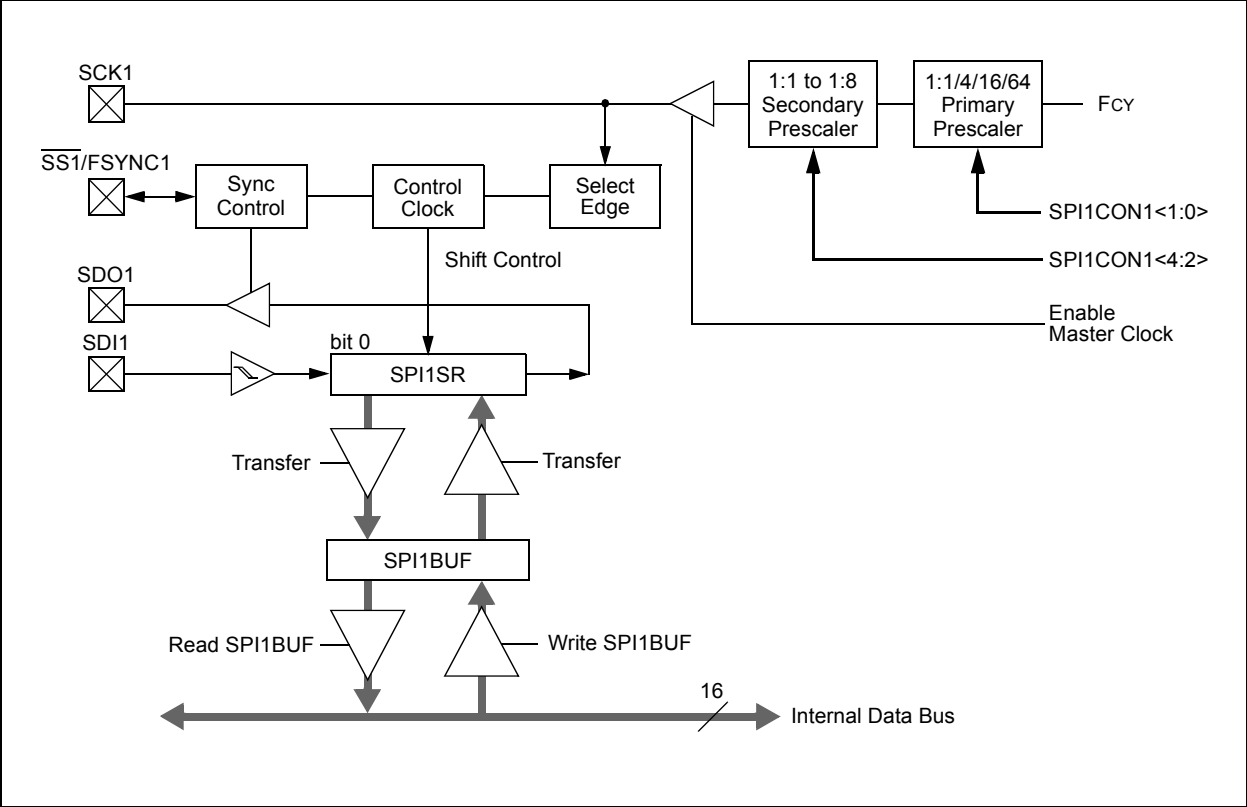 SCK1
1:1 to 1:8
Secondary
Prescaler
1:1/4/16/64
Primary
Prescaler
FCY
SS1/FSYNC1
Sync
Control
Control
Clock
Select
Edge
SPI1CON1<1:0>
Shift Control
SPI1CON1<4:2>
SDO1
Enable
Master Clock
SDI1
bit 0
SPI1SR
Transfer
Transfer
SPI1BUF
Read SPI1BUF
Write SPI1BUF
16
Internal Data Bus